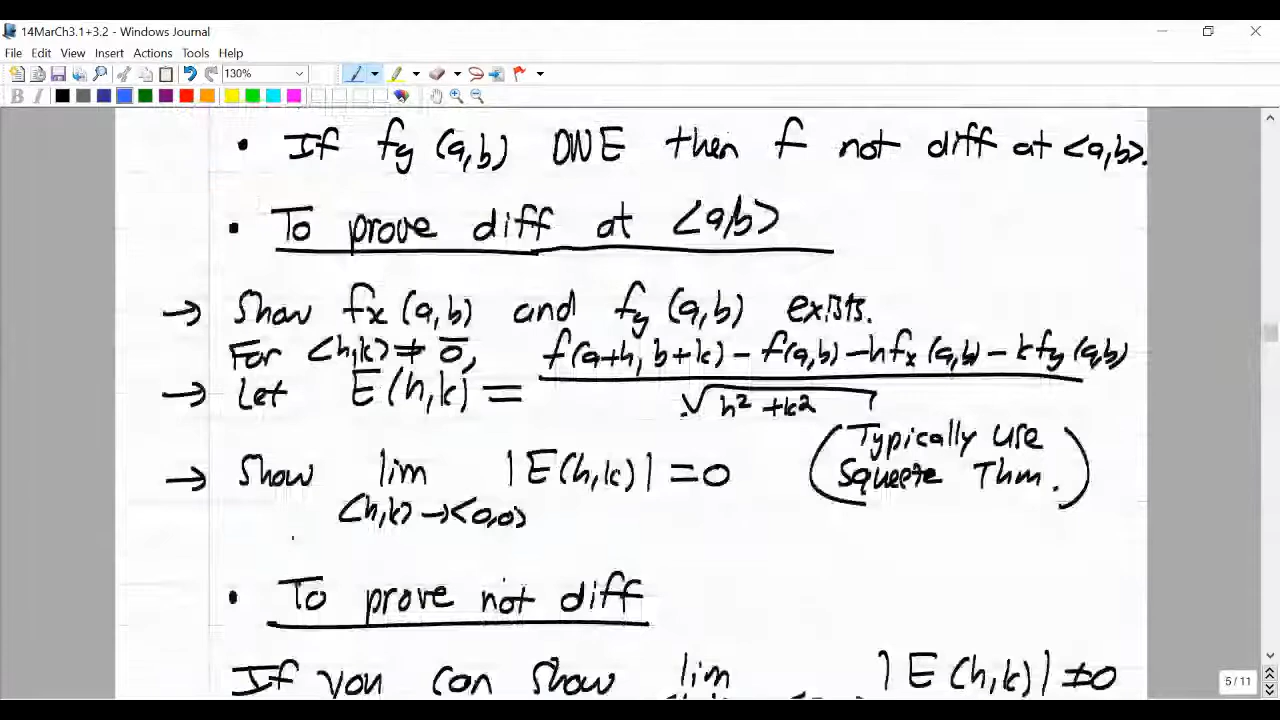 14MarCh3.1+3.2 - Windows Journal
File Edit View Insert Actions Tools Help
130%
B I
• If fy (a,b) DNE then f not diff at <a,b>.
• To prove diff at <a,b>
→ Show fx (a,b) and fy (a,b) exists.
For <h,k> ≠ 0,
→ Let E(h,k) = f(a+h, b+k) - f(a,b) - hfx (a,b) - kfy (a,b)
√h² + k²
(Typically use
Squeeze Thm.)
→ Show lim |E(h,k)| = 0
<h,k> → <0,0>
• To prove not diff
If you can show lim |E(h,k)| ≠ 0
5 / 11